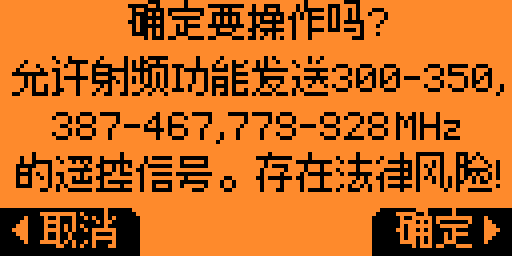 确定要操作吗?
允许射频功能发送300-350,
387-467,779-928MHz
的遥控信号。存在法律风险!
取消
确定